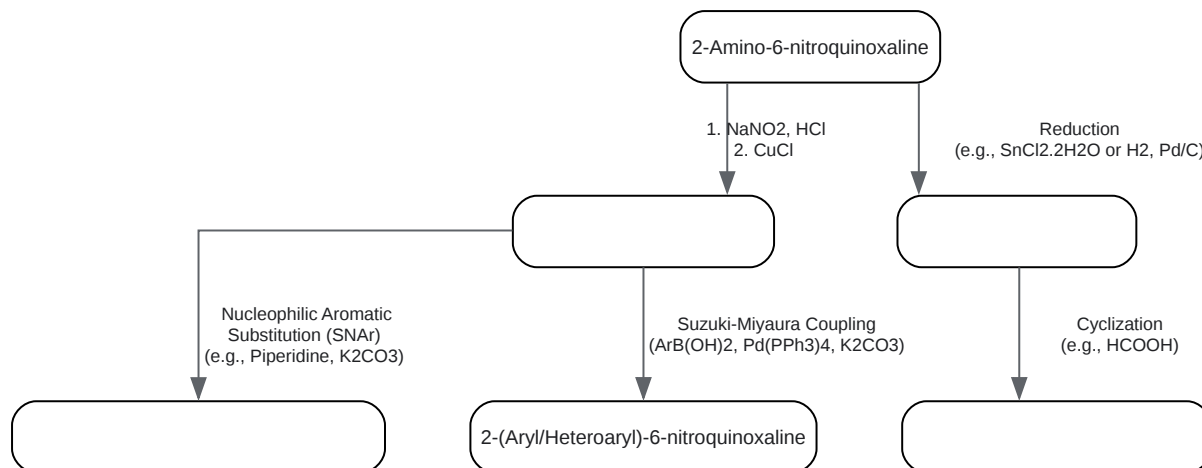 2-Amino-6-nitroquinoxaline
1. NaNO2, HCl
2. CuCl
Reduction
(e.g., SnCl2.2H2O or H2, Pd/C)
Nucleophilic Aromatic
Substitution (SNAr)
(e.g., Piperidine, K2CO3)
Suzuki-Miyaura Coupling
(ArB(OH)2, Pd(PPh3)4, K2CO3)
Cyclization
(e.g., HCOOH)
2-(Aryl/Heteroaryl)-6-nitroquinoxaline